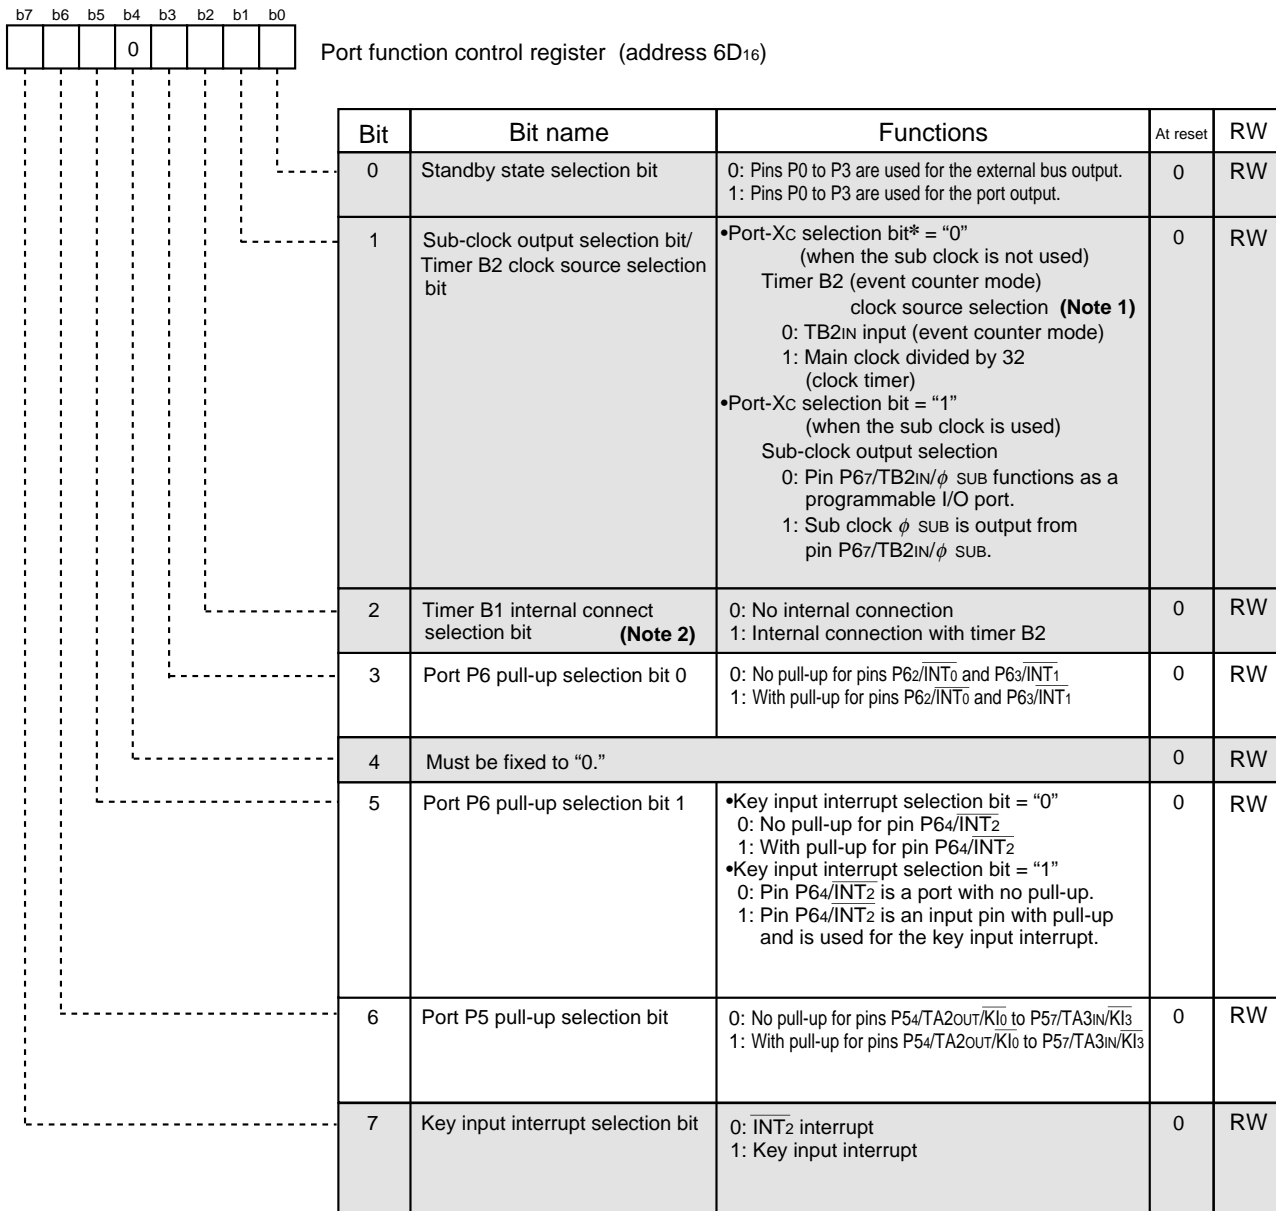 b7 b6 b5 b4 b3 b2 b1 b0
0
Port function control register (address 6D16)
Bit Bit name Functions At reset RW
0 Standby state selection bit 0: Pins P0 to P3 are used for the external bus output. 0 RW
1: Pins P0 to P3 are used for the port output.
1 Sub-clock output selection bit/ •Port-XC selection bit* = “0” 0 RW
Timer B2 clock source selection (when the sub clock is not used)
bit Timer B2 (event counter mode)
clock source selection (Note 1)
0: TB2IN input (event counter mode)
1: Main clock divided by 32
(clock timer)
•Port-XC selection bit = “1”
(when the sub clock is used)
Sub-clock output selection
0: Pin P67/TB2IN/ϕ SUB functions as a
programmable I/O port.
1: Sub clock ϕ SUB is output from
pin P67/TB2IN/ϕ SUB.
2 Timer B1 internal connect 0: No internal connection 0 RW
selection bit (Note 2) 1: Internal connection with timer B2
3 Port P6 pull-up selection bit 0 0: No pull-up for pins P62/INT0 and P63/INT1 0 RW
1: With pull-up for pins P62/INT0 and P63/INT1
4 Must be fixed to “0.” 0 RW
5 Port P6 pull-up selection bit 1 •Key input interrupt selection bit = “0” 0 RW
0: No pull-up for pin P64/INT2
1: With pull-up for pin P64/INT2
•Key input interrupt selection bit = “1”
0: Pin P64/INT2 is a port with no pull-up.
1: Pin P64/INT2 is an input pin with pull-up
and is used for the key input interrupt.
6 Port P5 pull-up selection bit 0: No pull-up for pins P54/TA2OUT/KI0 to P57/TA3IN/KI3 0 RW
1: With pull-up for pins P54/TA2OUT/KI0 to P57/TA3IN/KI3
7 Key input interrupt selection bit 0: INT2 interrupt 0 RW
1: Key input interrupt